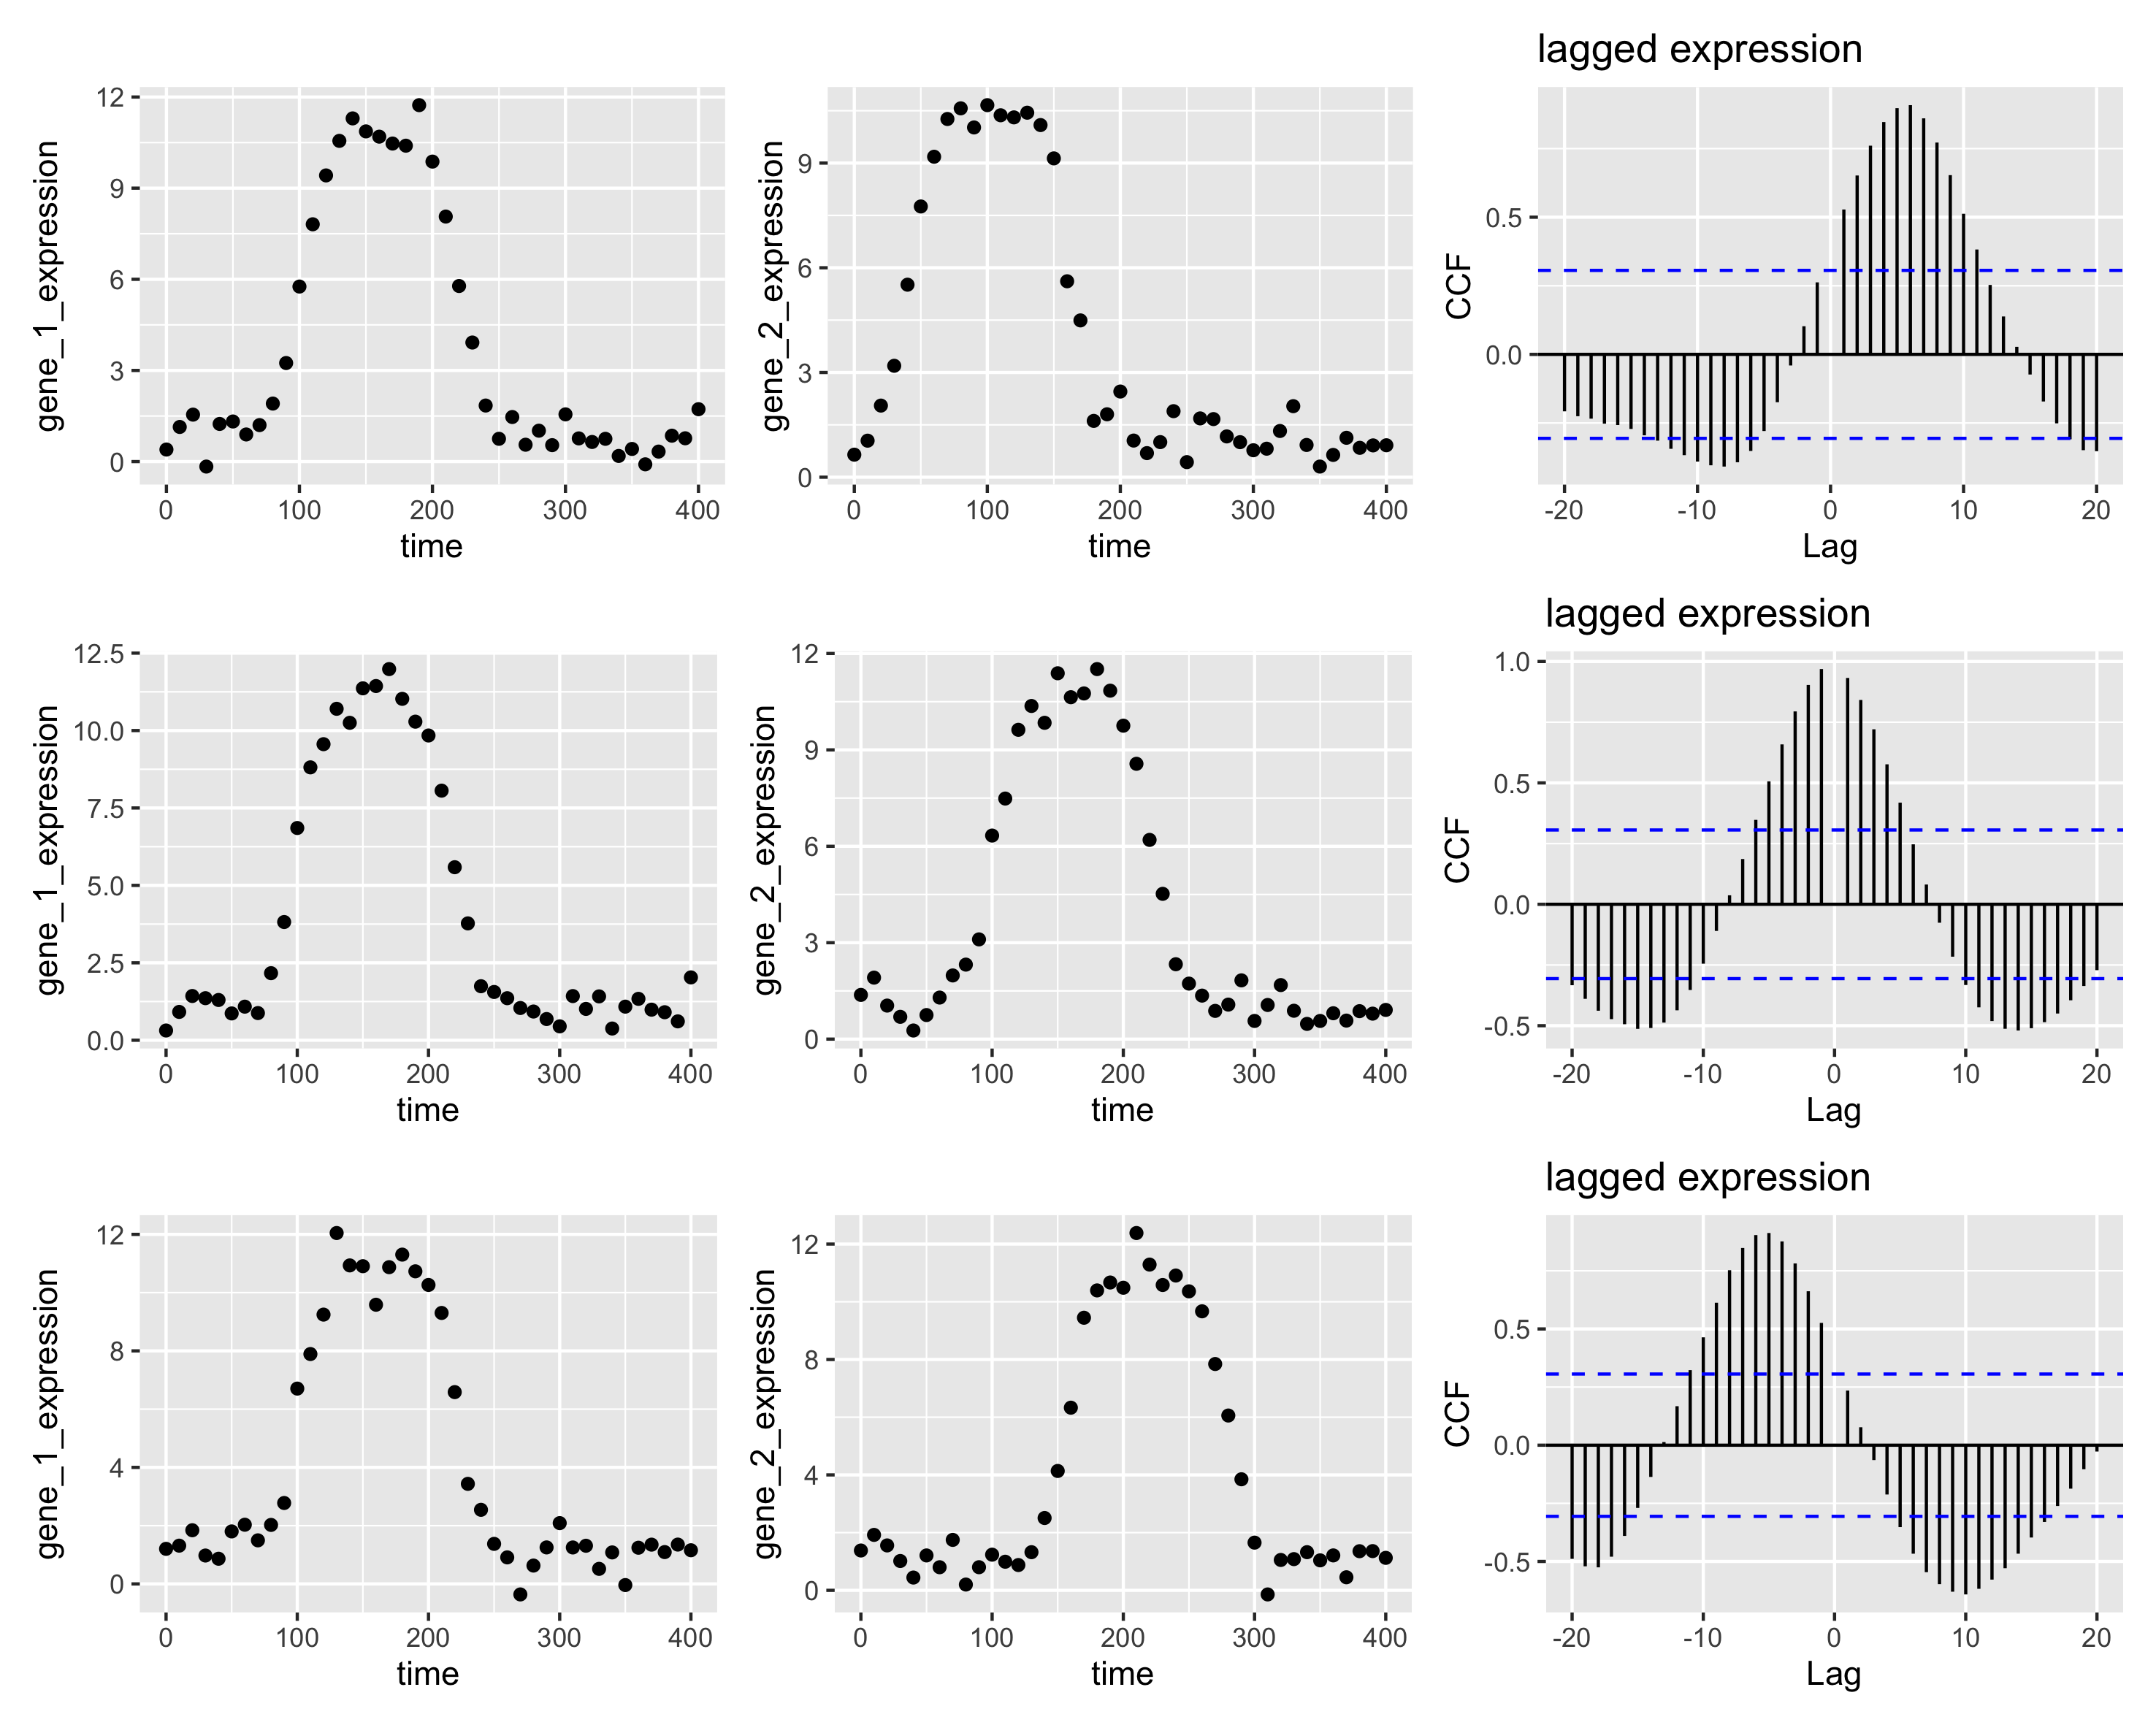 lagged expression
gene_1_expression
12
9
6
3
0
0 100 200 300 400
time
gene_2_expression
9
6
3
0
0 100 200 300 400
time
CCF
0.5
0.0
-20 -10 0 10 20
Lag
lagged expression
gene_1_expression
12.5
10.0
7.5
5.0
2.5
0.0
0 100 200 300 400
time
gene_2_expression
12
9
6
3
0
0 100 200 300 400
time
CCF
1.0
0.5
0.0
-0.5
-20 -10 0 10 20
Lag
lagged expression
gene_1_expression
12
8
4
0
0 100 200 300 400
time
gene_2_expression
12
8
4
0
0 100 200 300 400
time
CCF
0.5
0.0
-0.5
-20 -10 0 10 20
Lag